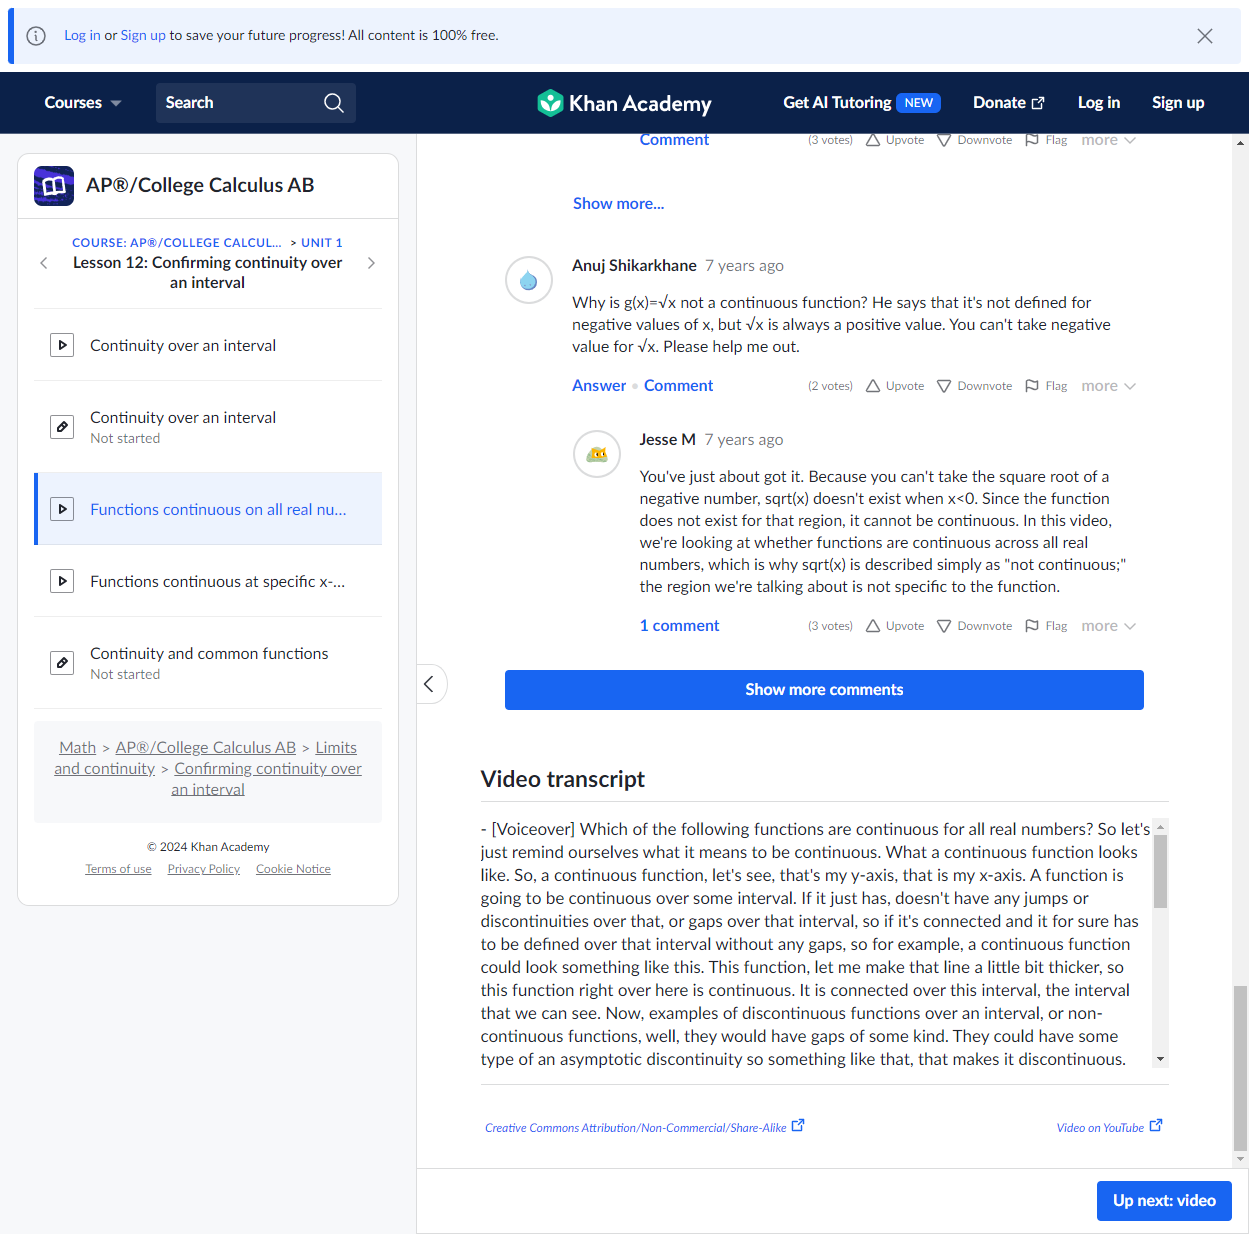 Log in or Sign up to save your future progress! All content is 100% free.
Courses
Search
Khan Academy
Get AI Tutoring NEW
Donate
Log in
Sign up
AP®/College Calculus AB
COURSE: AP®/COLLEGE CALCUL... > UNIT 1
Lesson 12: Confirming continuity over
an interval
Continuity over an interval
Continuity over an interval
Not started
Functions continuous on all real nu...
Functions continuous at specific x-...
Continuity and common functions
Not started
Math > AP®/College Calculus AB > Limits
and continuity > Confirming continuity over
an interval
© 2024 Khan Academy
Terms of use Privacy Policy Cookie Notice
Comment (3 votes) Upvote Downvote Flag more
Show more...
Anuj Shikarkhane 7 years ago
Why is g(x)=√x not a continuous function? He says that it's not defined for
negative values of x, but √x is always a positive value. You can't take negative
value for √x. Please help me out.
Answer • Comment (2 votes) Upvote Downvote Flag more
Jesse M 7 years ago
You've just about got it. Because you can't take the square root of a
negative number, sqrt(x) doesn't exist when x<0. Since the function
does not exist for that region, it cannot be continuous. In this video,
we're looking at whether functions are continuous across all real
numbers, which is why sqrt(x) is described simply as "not continuous;"
the region we're talking about is not specific to the function.
1 comment (3 votes) Upvote Downvote Flag more
Show more comments
Video transcript
- [Voiceover] Which of the following functions are continuous for all real numbers? So let's
just remind ourselves what it means to be continuous. What a continuous function looks
like. So, a continuous function, let's see, that's my y-axis, that is my x-axis. A function is
going to be continuous over some interval. If it just has, doesn't have any jumps or
discontinuities over that, or gaps over that interval, so if it's connected and it for sure has
to be defined over that interval without any gaps, so for example, a continuous function
could look something like this. This function, let me make that line a little bit thicker, so
this function right over here is continuous. It is connected over this interval, the interval
that we can see. Now, examples of discontinuous functions over an interval, or non-
continuous functions, well, they would have gaps of some kind. They could have some
type of an asymptotic discontinuity so something like that, that makes it discontinuous.
Creative Commons Attribution/Non-Commercial/Share-Alike
Video on YouTube
Up next: video